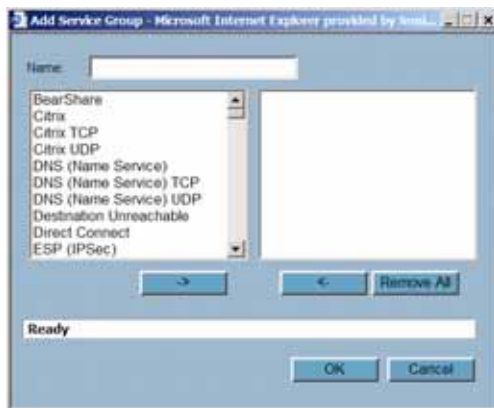 Add Service Group - Microsoft Internet Explorer provided by
Name:
BearShare
Citrix
Citrix TCP
Citrix UDP
DNS (Name Service)
DNS (Name Service) TCP
DNS (Name Service) UDP
Destination Unreachable
Direct Connect
ESP (IPSec)
-> <- Remove All
Ready
OK Cancel